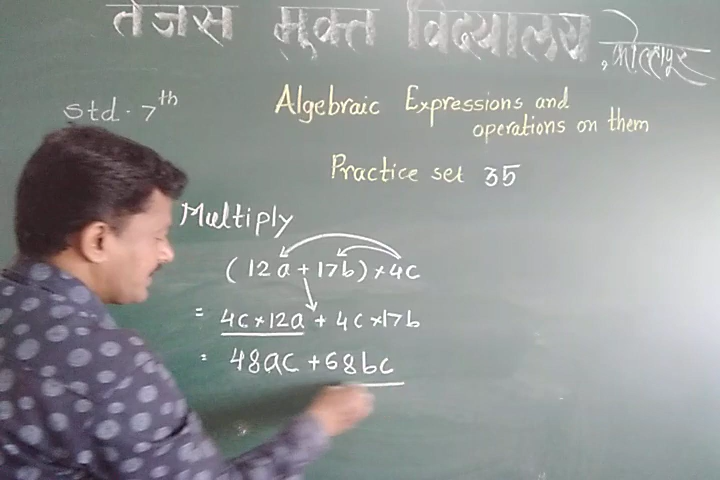 तेजस मुक्त विद्यालय, कोल्हापूर
std. 7th
Algebraic Expressions and
operations on them
Practice set 35
Multiply
(12a + 17b) × 4c
= 4c×12a + 4c×17b
= 48ac + 68bc